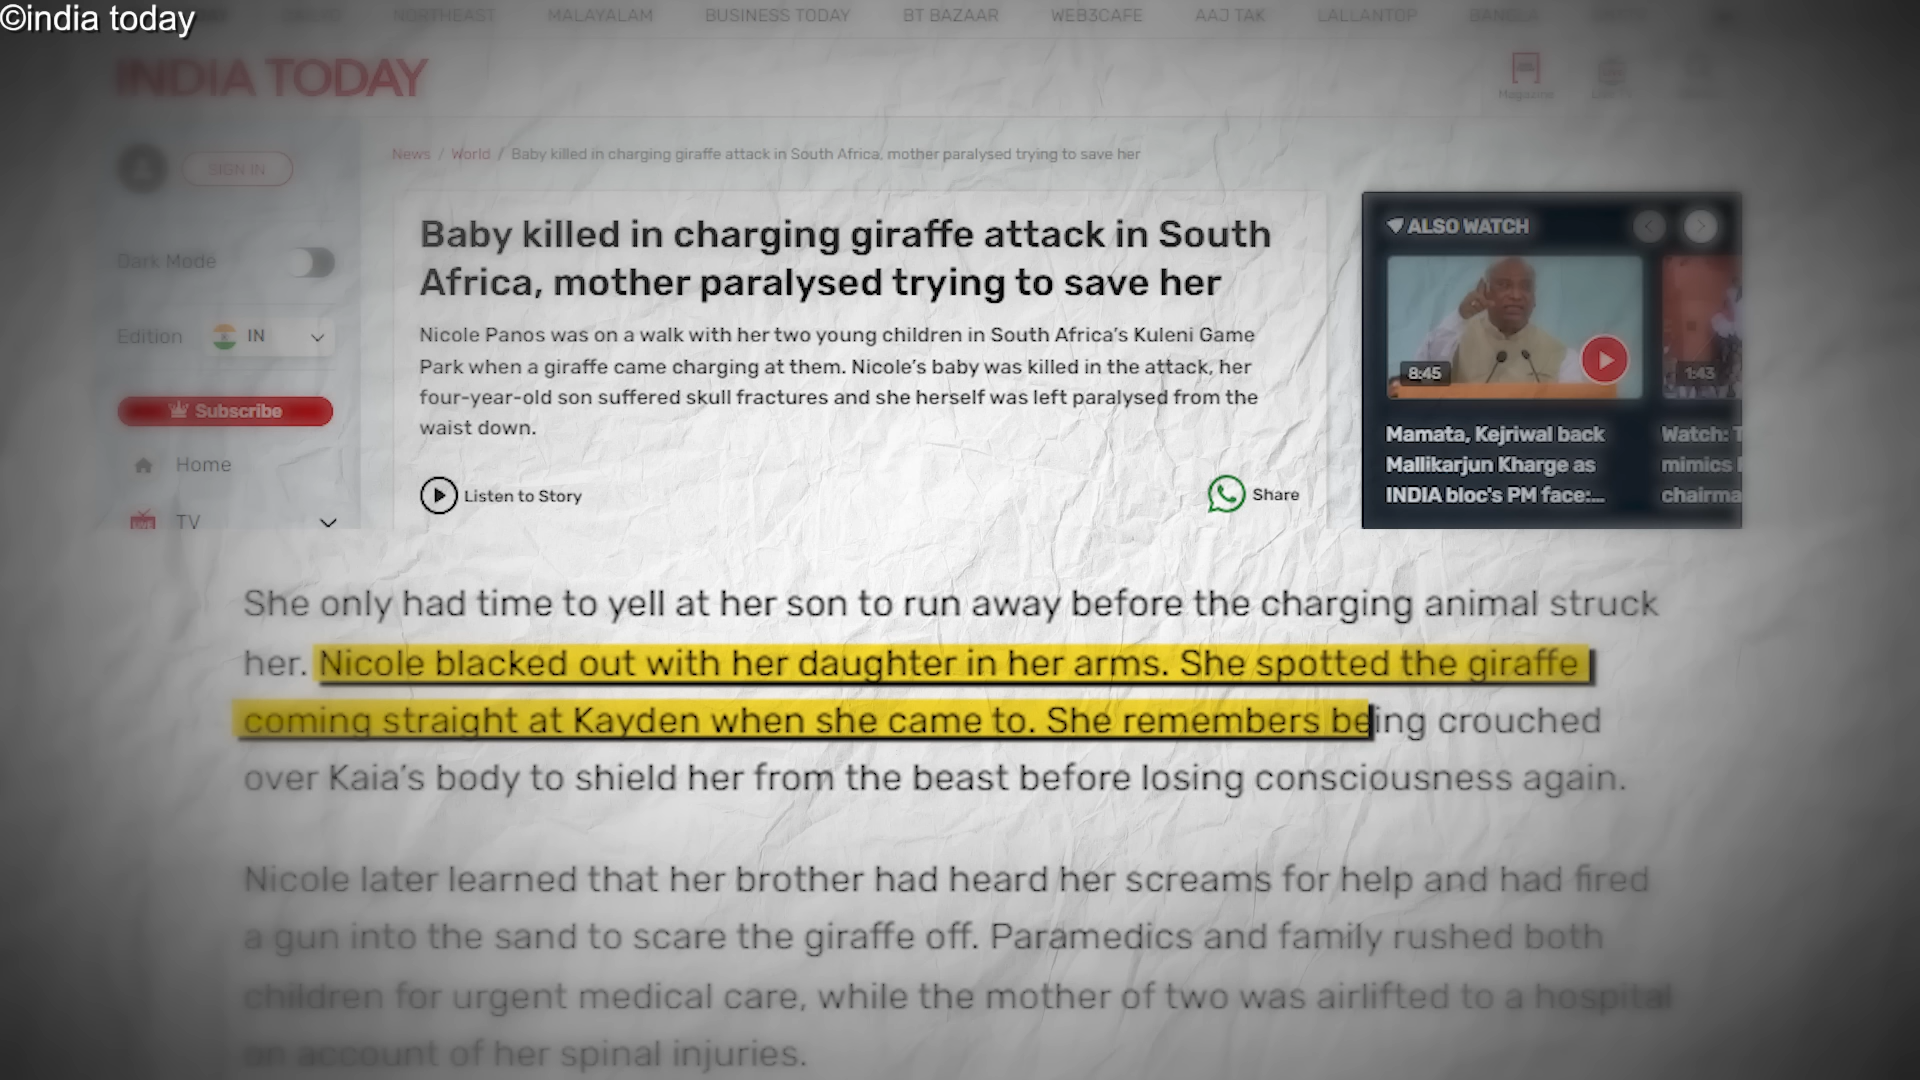 ©india today
NORTHEAST MALAYALAM BUSINESS TODAY BT BAZAAR WEB3CAFE AAJ TAK LALLANTOP BANGLA
INDIA TODAY
Magazine
SIGN IN
News / World / Baby killed in charging giraffe attack in South Africa, mother paralysed trying to save her
Baby killed in charging giraffe attack in South
Africa, mother paralysed trying to save her
Nicole Panos was on a walk with her two young children in South Africa's Kuleni Game
Park when a giraffe came charging at them. Nicole's baby was killed in the attack, her
four-year-old son suffered skull fractures and she herself was left paralysed from the
waist down.
Listen to Story
Share
Dark Mode
Edition IN
Subscribe
Home
LIVE TV
ALSO WATCH
8:45
1:43
Mamata, Kejriwal back
Mallikarjun Kharge as
INDIA bloc's PM face:...
Watch:
mimics
chairma
She only had time to yell at her son to run away before the charging animal struck
her. Nicole blacked out with her daughter in her arms. She spotted the giraffe
coming straight at Kayden when she came to. She remembers being crouched
over Kaia's body to shield her from the beast before losing consciousness again.
Nicole later learned that her brother had heard her screams for help and had fired
a gun into the sand to scare the giraffe off. Paramedics and family rushed both
children for urgent medical care, while the mother of two was airlifted to a hospital
on account of her spinal injuries.